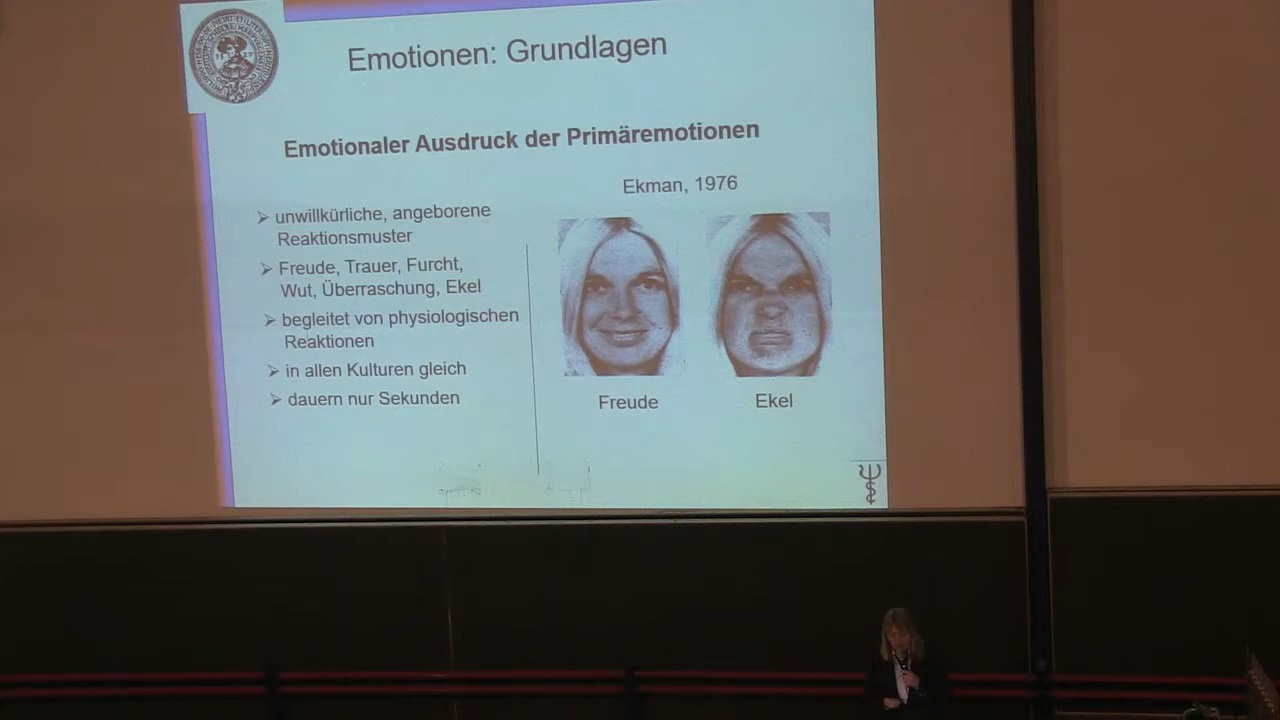 Emotionen: Grundlagen
Emotionaler Ausdruck der Primäremotionen
Ekman, 1976
➢ unwillkürliche, angeborene
Reaktionsmuster
➢ Freude, Trauer, Furcht,
Wut, Überraschung, Ekel
➢ begleitet von physiologischen
Reaktionen
➢ in allen Kulturen gleich
➢ dauern nur Sekunden
Freude
Ekel